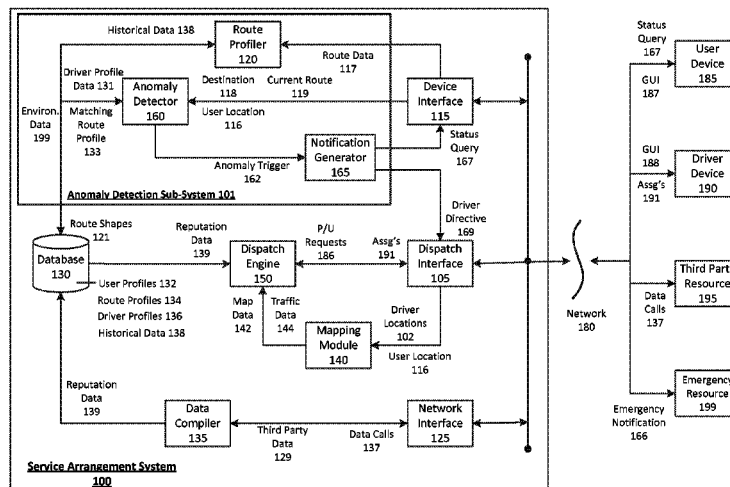 Historical Data 138
Route
Profiler
120
Route Data
117
Driver Profile
Data 131
Environ.
Data
199
Matching
Route
Profile
133
Anomaly
Detector
160
Destination
118
Current Route
119
User Location
116
Device
Interface
115
Anomaly Trigger
162
Notification
Generator
165
Status
Query
167
Anomaly Detection Sub-System 101
Driver
Directive
169
Route Shapes
121
Database
130
User Profiles 132
Route Profiles 134
Driver Profiles 136
Historical Data 138
Reputation
Data
139
Dispatch
Engine
150
P/U
Requests
186
Assg's
191
Dispatch
Interface
105
Map
Data
142
Traffic
Data
144
Mapping
Module
140
Driver
Locations
102
User Location
116
Reputation
Data
139
Data
Compiler
135
Third Party
Data
129
Data Calls
137
Network
Interface
125
Service Arrangement System
100
Network
180
Status
Query
167
GUI
187
User
Device
185
GUI
188
Assg's
191
Driver
Device
190
Third Party
Resource
195
Data
Calls
137
Emergency
Resource
199
Emergency
Notification
166